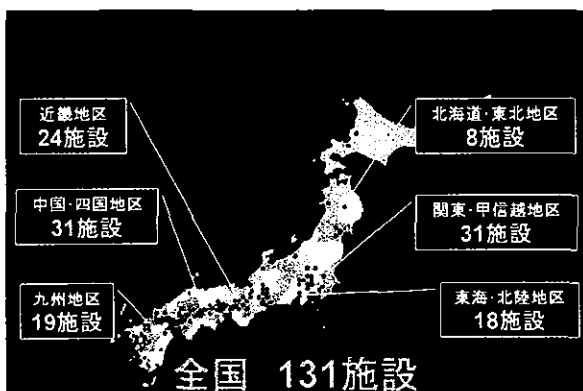 近畿地区
24施設
北海道・東北地区
8施設
中国・四国地区
31施設
関東・甲信越地区
31施設
九州地区
19施設
東海・北陸地区
18施設
全国 131施設